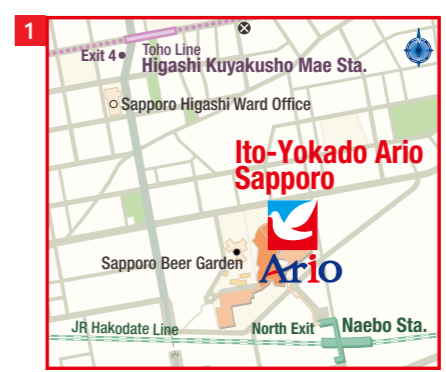 1
Toho Line
Exit 4
Higashi Kuyakusho Mae Sta.
Sapporo Higashi Ward Office
Ito-Yokado Ario
Sapporo
Sapporo Beer Garden
Ario
JR Hakodate Line
North Exit
Naebo Sta.